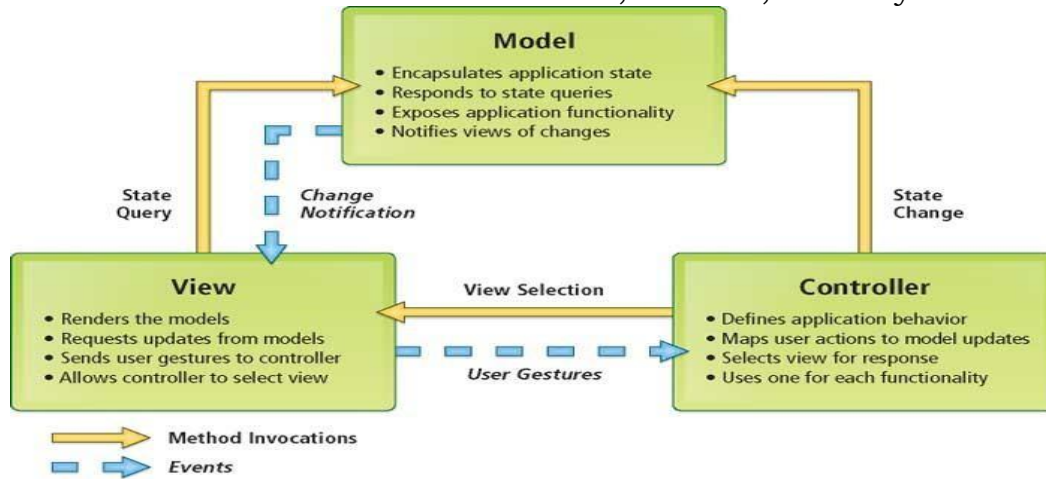 Model
• Encapsulates application state
• Responds to state queries
• Exposes application functionality
• Notifies views of changes
State
Query
Change
Notification
State
Change
View
• Renders the models
• Requests updates from models
• Sends user gestures to controller
• Allows controller to select view
View Selection
User Gestures
Controller
• Defines application behavior
• Maps user actions to model updates
• Selects view for response
• Uses one for each functionality
Method Invocations
Events